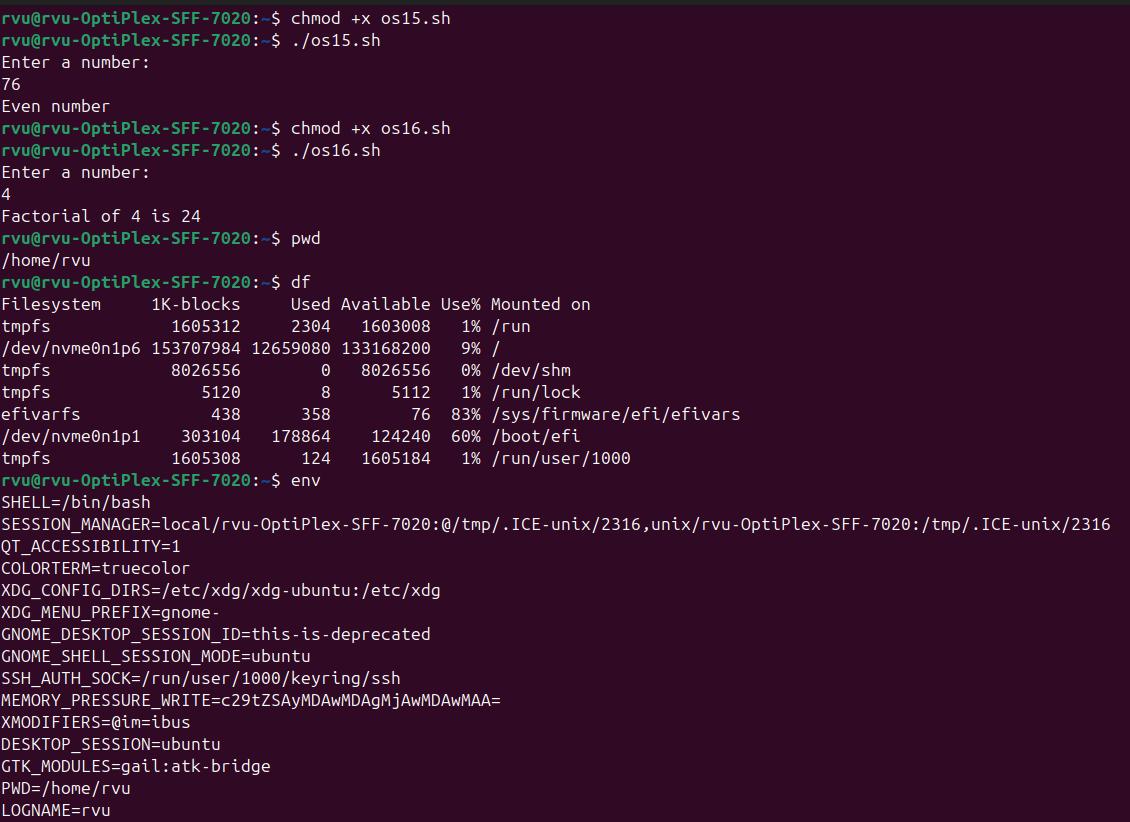 rvu@rvu-OptiPlex-SFF-7020:~$ chmod +x os15.sh
rvu@rvu-OptiPlex-SFF-7020:~$ ./os15.sh
Enter a number:
76
Even number
rvu@rvu-OptiPlex-SFF-7020:~$ chmod +x os16.sh
rvu@rvu-OptiPlex-SFF-7020:~$ ./os16.sh
Enter a number:
4
Factorial of 4 is 24
rvu@rvu-OptiPlex-SFF-7020:~$ pwd
/home/rvu
rvu@rvu-OptiPlex-SFF-7020:~$ df
Filesystem     1K-blocks     Used Available Use% Mounted on
tmpfs            1605312     2304   1603008   1% /run
/dev/nvme0n1p6 153707984 12659080 133168200   9% /
tmpfs            8026556        0   8026556   0% /dev/shm
tmpfs               5120        8      5112   1% /run/lock
efivarfs             438      358        76  83% /sys/firmware/efi/efivars
/dev/nvme0n1p1    303104   178864    124240  60% /boot/efi
tmpfs            1605308      124   1605184   1% /run/user/1000
rvu@rvu-OptiPlex-SFF-7020:~$ env
SHELL=/bin/bash
SESSION_MANAGER=local/rvu-OptiPlex-SFF-7020:@/tmp/.ICE-unix/2316,unix/rvu-OptiPlex-SFF-7020:/tmp/.ICE-unix/2316
QT_ACCESSIBILITY=1
COLORTERM=truecolor
XDG_CONFIG_DIRS=/etc/xdg/xdg-ubuntu:/etc/xdg
XDG_MENU_PREFIX=gnome-
GNOME_DESKTOP_SESSION_ID=this-is-deprecated
GNOME_SHELL_SESSION_MODE=ubuntu
SSH_AUTH_SOCK=/run/user/1000/keyring/ssh
MEMORY_PRESSURE_WRITE=c29tZSAyMDAwMDAgMjAwMDAwMAA=
XMODIFIERS=@im=ibus
DESKTOP_SESSION=ubuntu
GTK_MODULES=gail:atk-bridge
PWD=/home/rvu
LOGNAME=rvu